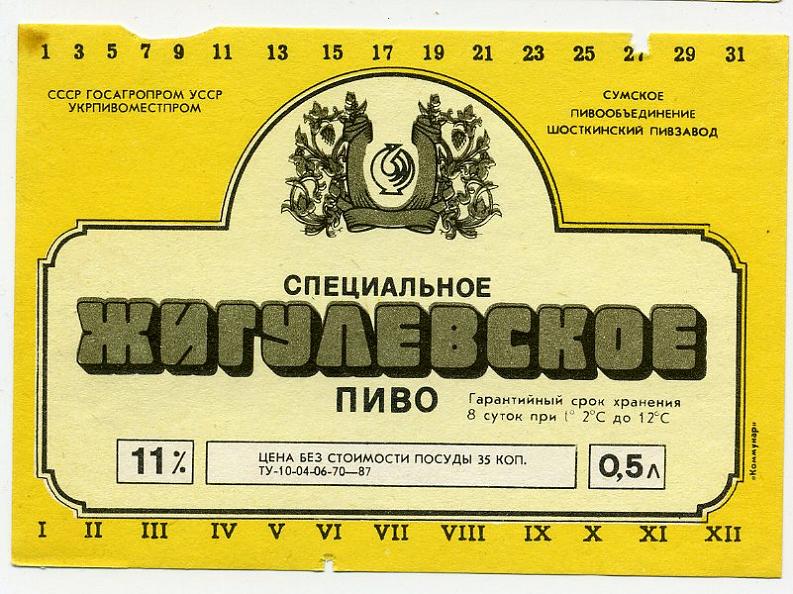 1 3 5 7 9 11 13 15 17 19 21 23 25 27 29 31
СССР ГОСАГРОПРОМ УССР
УКРПИВОМЕСТПРОМ
СУМСКОЕ
ПИВООБЪЕДИНЕНИЕ
ШОСТКИНСКИЙ ПИВЗАВОД
СПЕЦИАЛЬНОЕ
ЖИГУЛЕВСКОЕ
ПИВО
Гарантийный срок хранения
8 суток при t° 2°С до 12°С
11%
ЦЕНА БЕЗ СТОИМОСТИ ПОСУДЫ 35 КОП.
ТУ-10-04-06-70—87
0,5л
«Коммунар»
I II III IV V VI VII VIII IX X XI XII